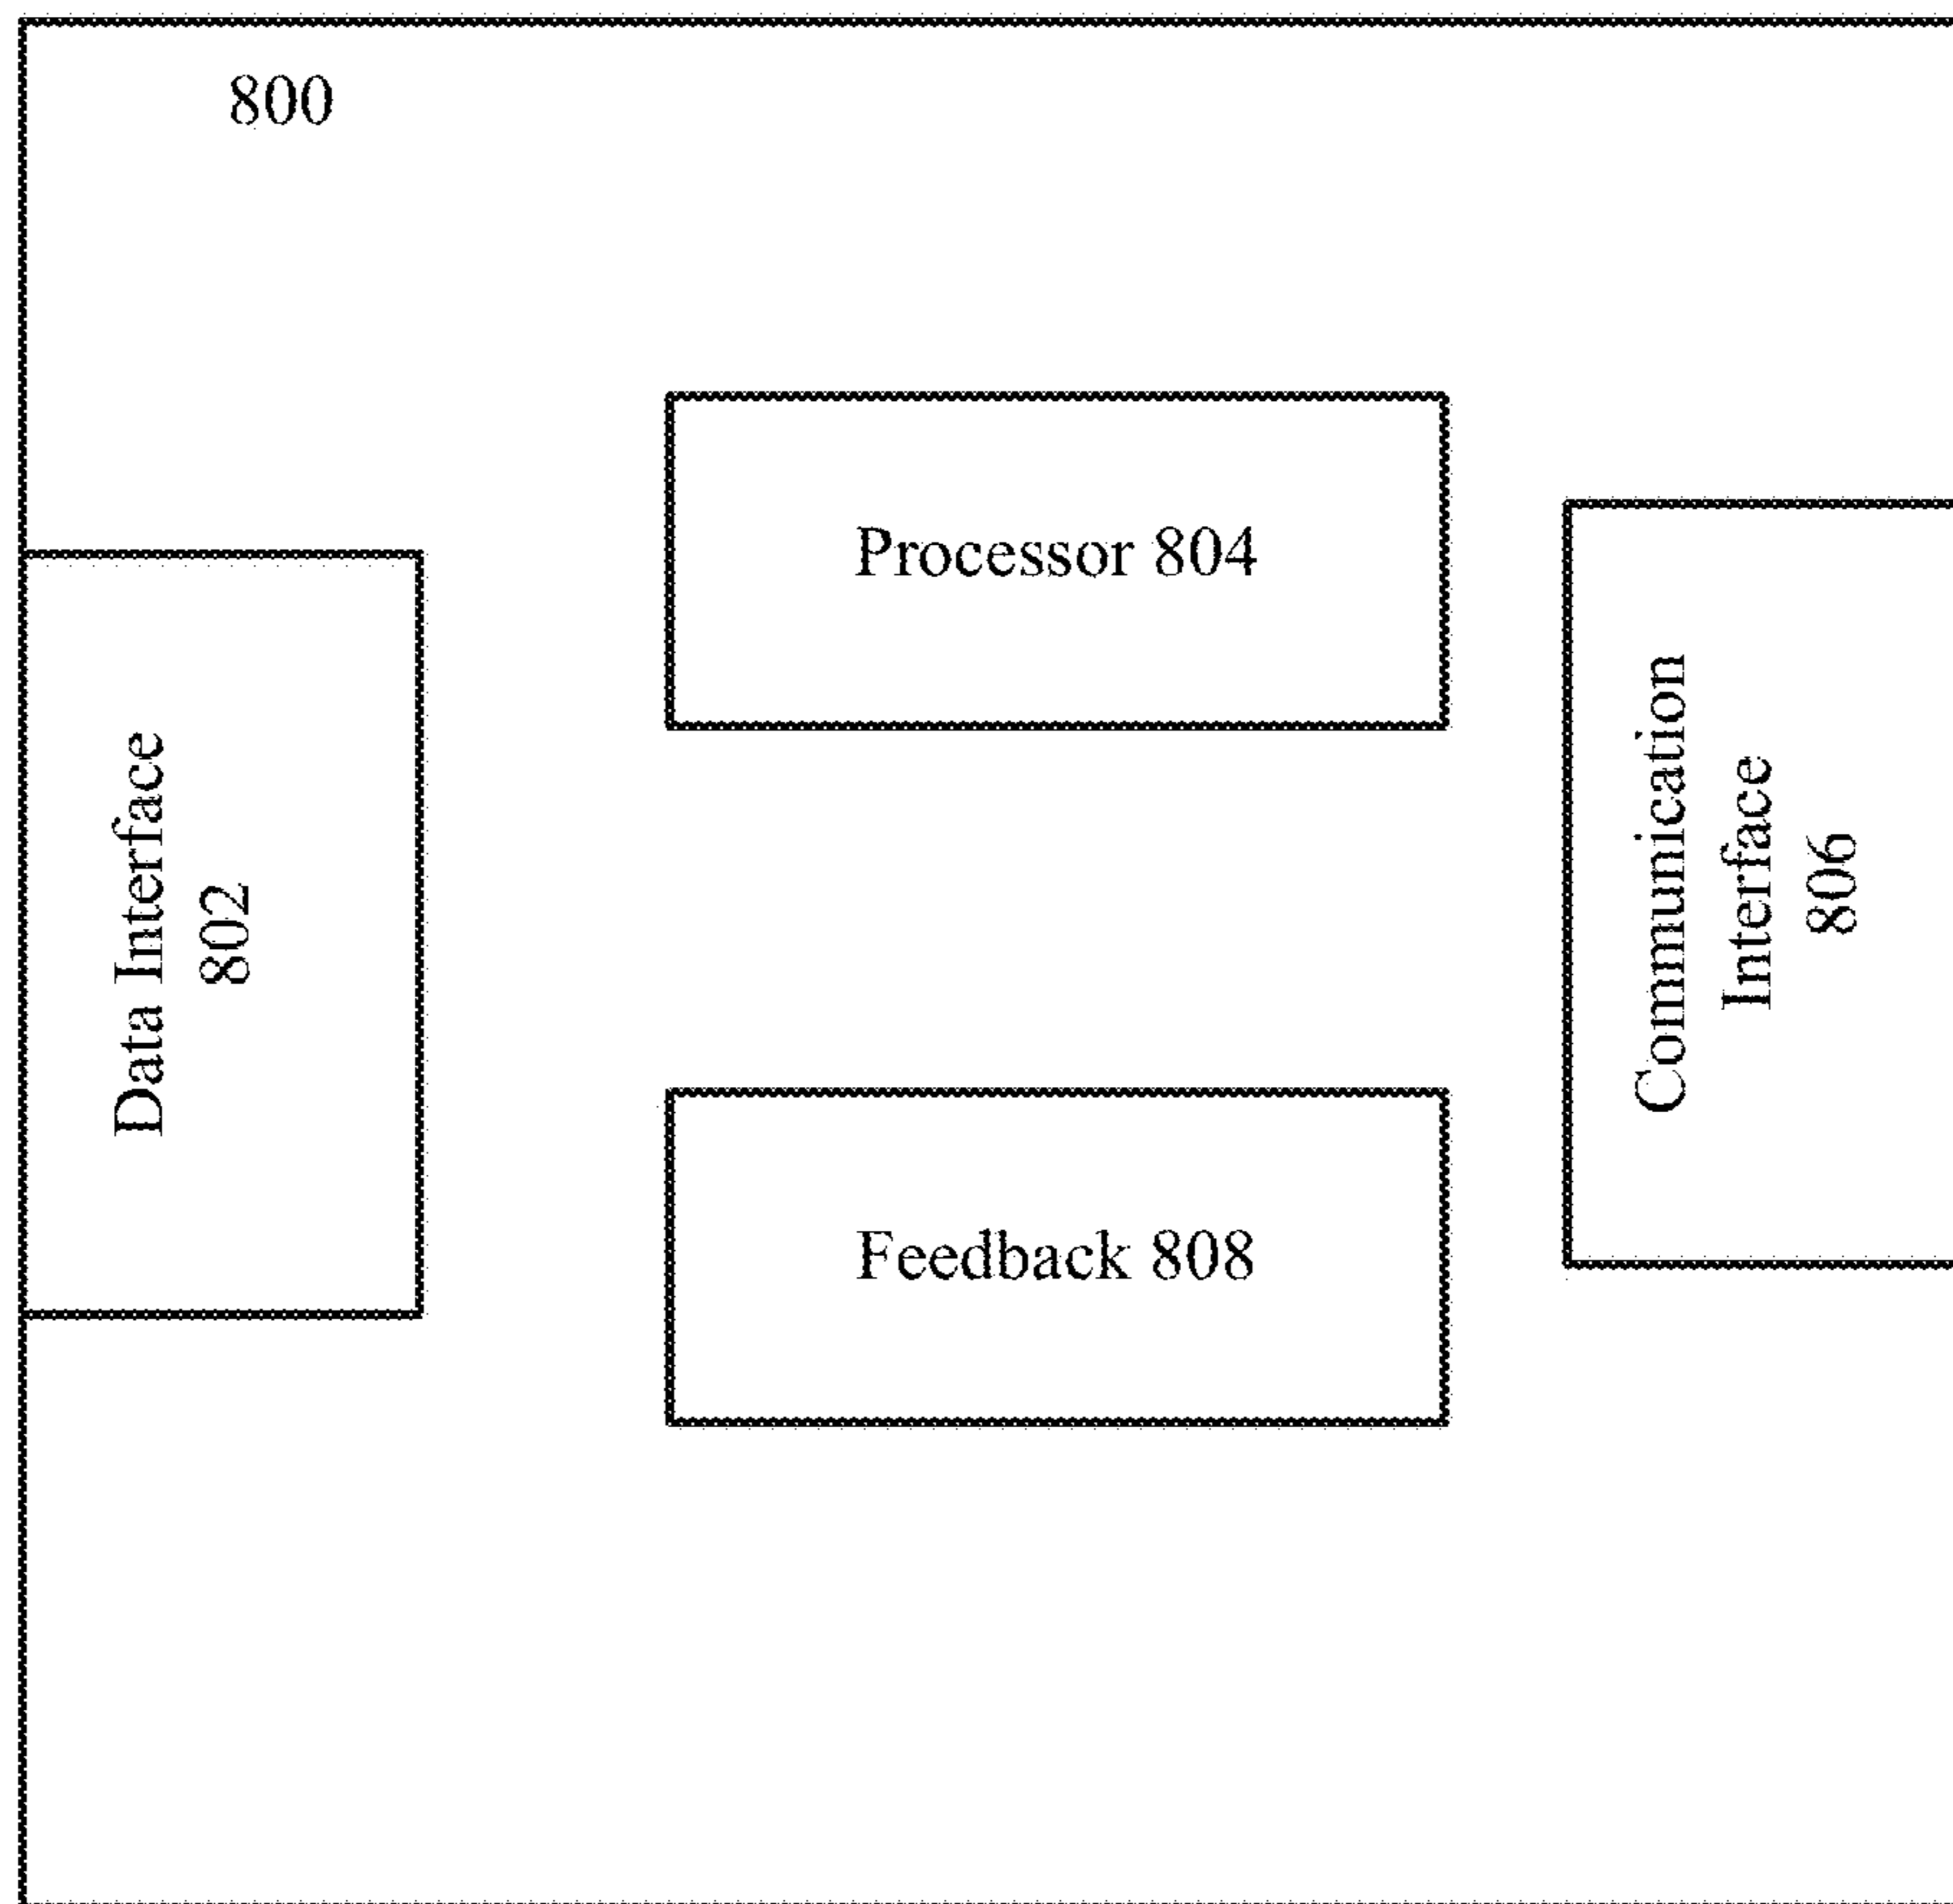 800
Processor 804
Data Interface
802
Communication
Interface
806
Feedback 808